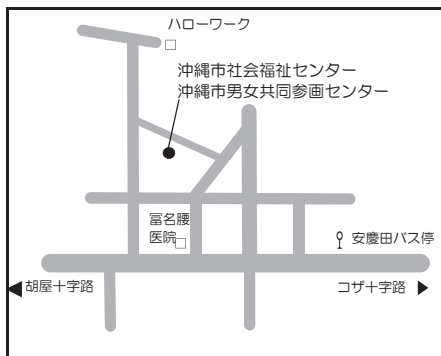 ハローワーク
沖縄市社会福祉センター
沖縄市男女共同参画センター
冨名腰
医院
安慶田バス停
胡屋十字路
コザ十字路